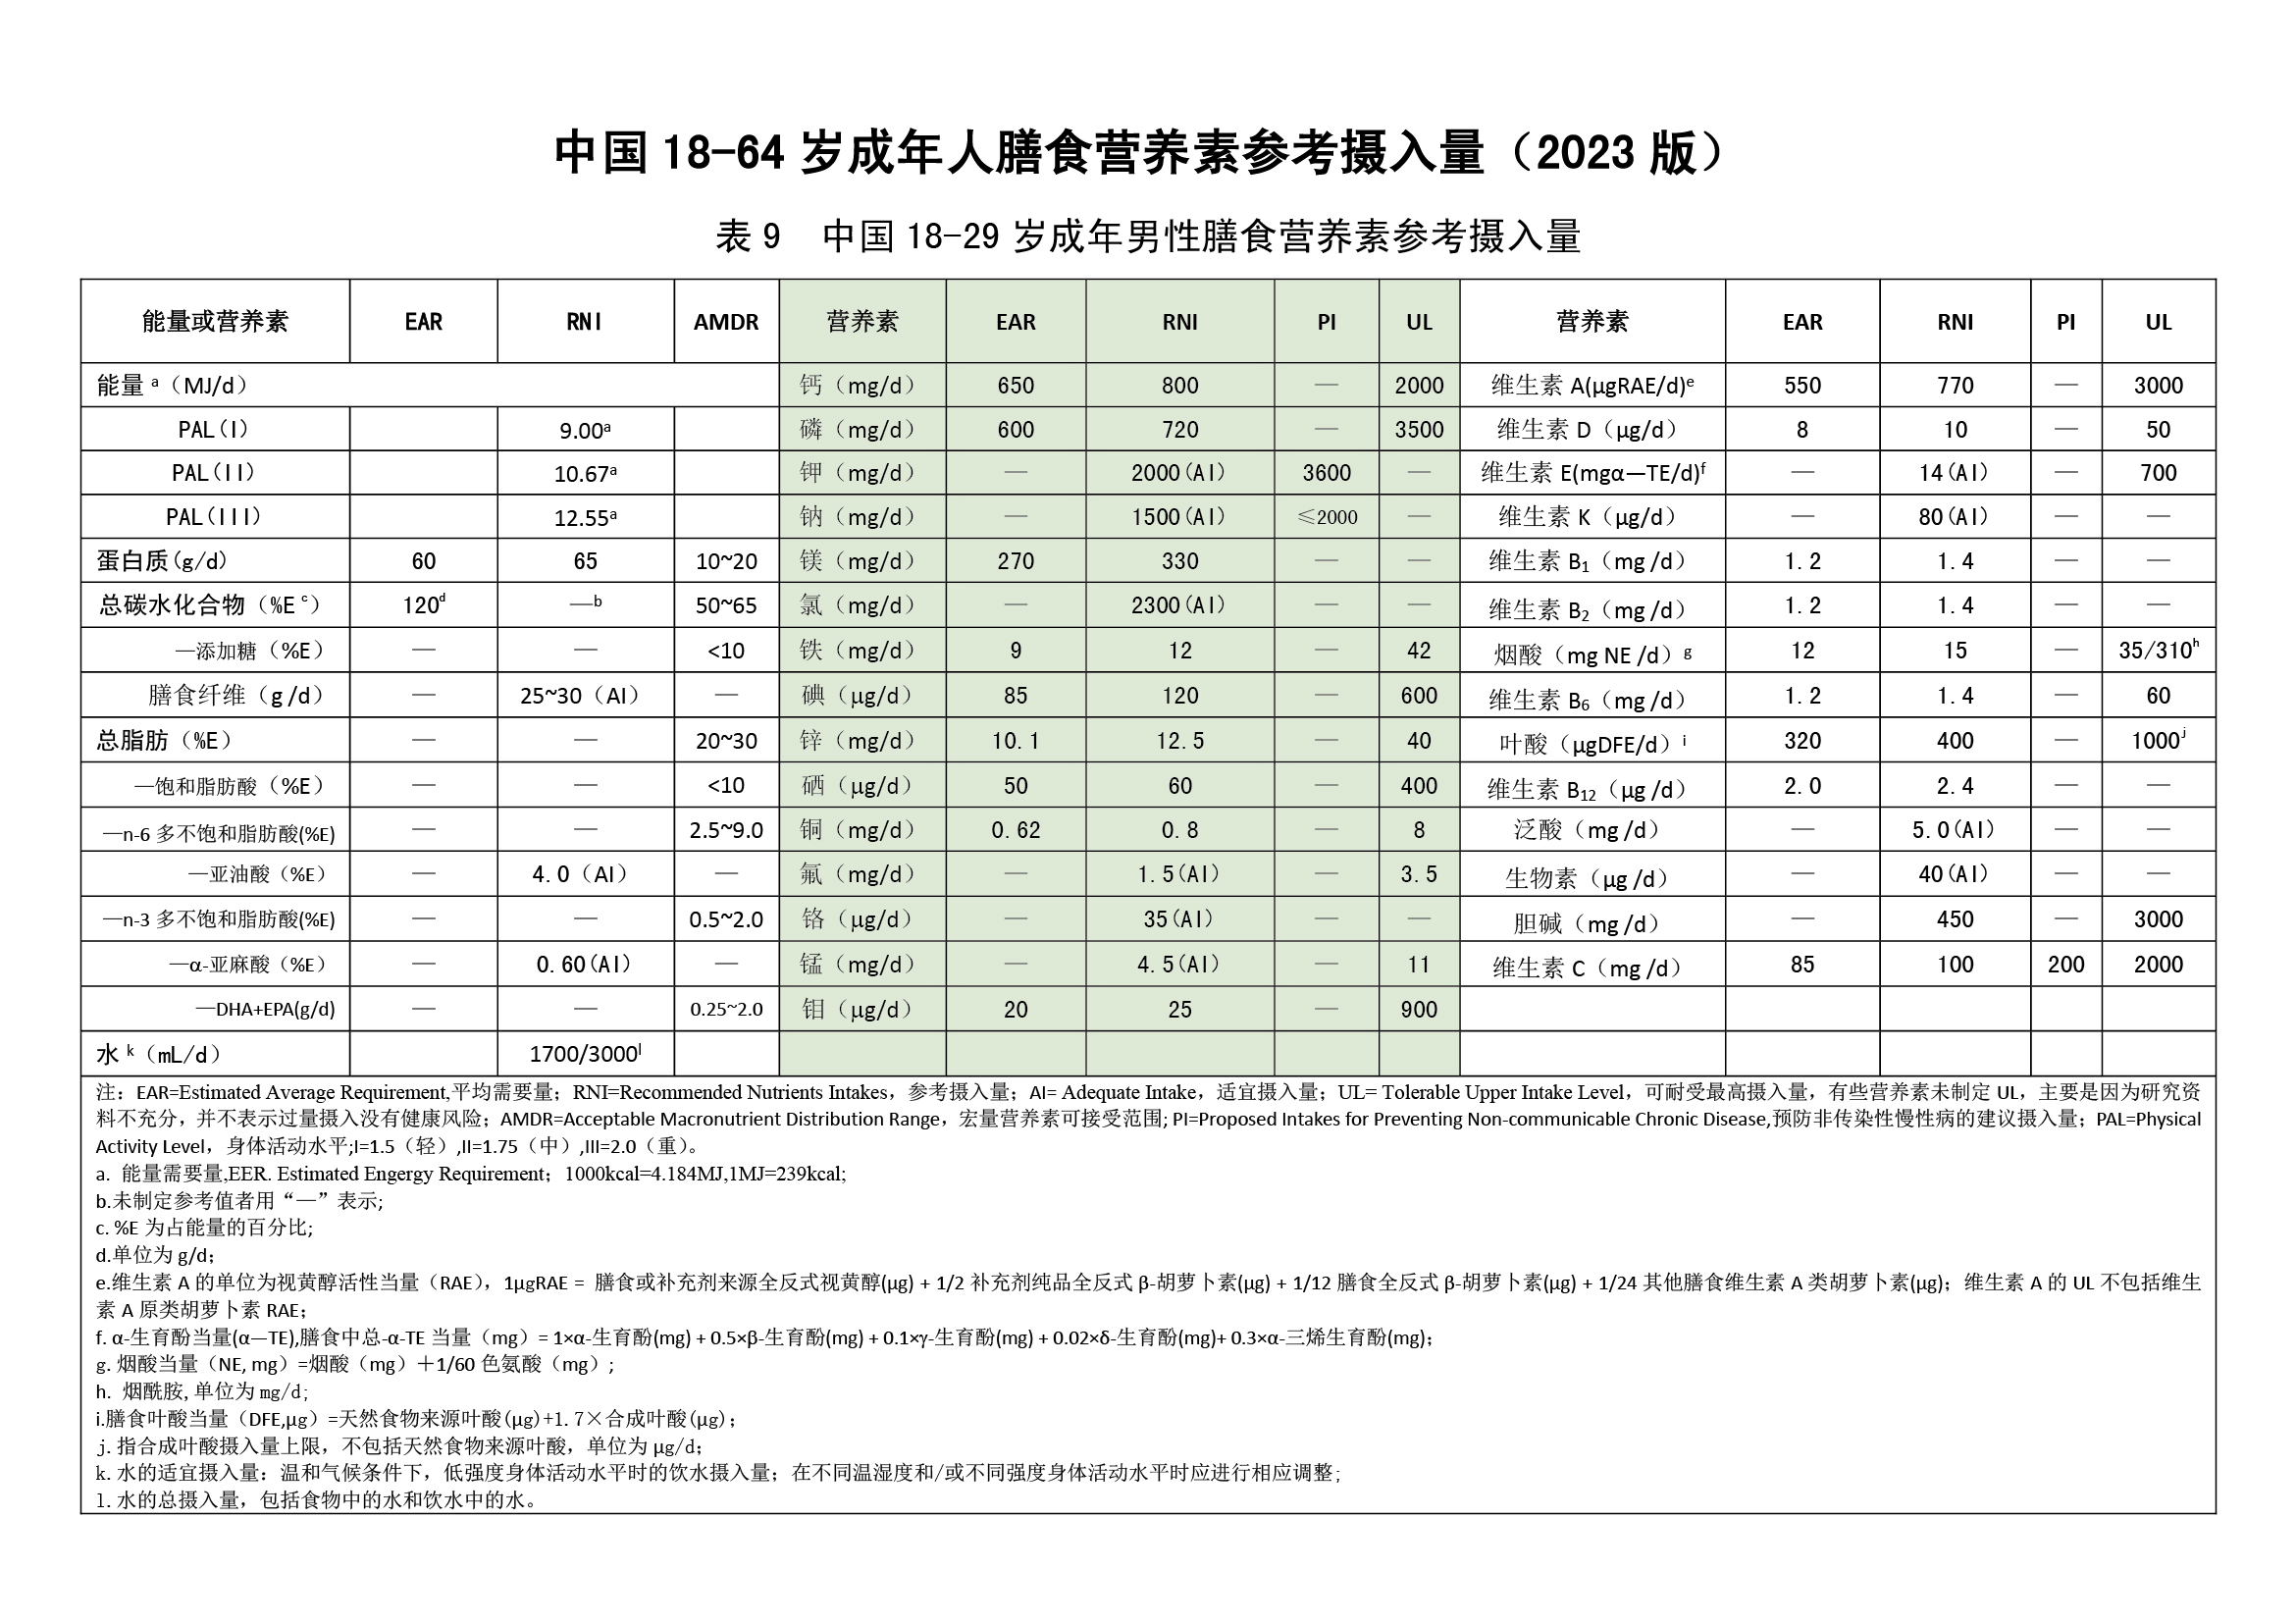 中国 18-64 岁成年人膳食营养素参考摄入量（2023 版）
表 9 中国 18-29 岁成年男性膳食营养素参考摄入量
能量或营养素 EAR RNI AMDR 营养素 EAR RNI PI UL 营养素 EAR RNI PI UL
能量 a（MJ/d） 钙（mg/d） 650 800 — 2000 维生素 A(μgRAE/d)e 550 770 — 3000
PAL(I) 9.00a 磷（mg/d） 600 720 — 3500 维生素 D（μg/d） 8 10 — 50
PAL(II) 10.67a 钾（mg/d） — 2000(AI) 3600 — 维生素 E(mgα—TE/d)f — 14(AI) 700
PAL(III) 12.55a 钠（mg/d） — 1500(AI) ≤2000 — 维生素 K（μg/d） — 80(AI) — —
蛋白质(g/d) 60 65 10~20 镁（mg/d） 270 330 — — 维生素 B1（mg /d） 1.2 1.4 — —
总碳水化合物（%E c） 120d —b 50~65 氯（mg/d） — 2300(AI) — — 维生素 B2（mg /d） 1.2 1.4 — —
—添加糖（%E） — — <10 铁（mg/d） 9 12 — 42 烟酸（mg NE /d）g 12 15 — 35/310h
膳食纤维（g /d） — 25~30（AI） — 碘（μg/d） 85 120 — 600 维生素 B6（mg /d） 1.2 1.4 — 60
总脂肪（%E） — — 20~30 锌（mg/d） 10.1 12.5 — 40 叶酸（μgDFE/d）i 320 400 — 1000j
—饱和脂肪酸（%E） — — <10 硒（μg/d） 50 60 — 400 维生素 B12（μg /d） 2.0 2.4 — —
—n-6 多不饱和脂肪酸(%E) — — 2.5~9.0 铜（mg/d） 0.62 0.8 — 8 泛酸（mg /d） — 5.0(AI) — —
—亚油酸（%E） — 4.0（AI） — 氟（mg/d） — 1.5(AI) — 3.5 生物素（μg /d） — 40(AI) — —
—n-3 多不饱和脂肪酸(%E) — — 0.5~2.0 铬（μg/d） — 35(AI) — — 胆碱（mg /d） — 450 — 3000
—α-亚麻酸（%E） — 0.60(AI) — 锰（mg/d） — 4.5(AI) — 11 维生素 C（mg /d） 85 100 200 2000
—DHA+EPA(g/d) — — 0.25~2.0 钼（μg/d） 20 25 — 900
水 k（mL/d） 1700/3000l
注：EAR=Estimated Average Requirement,平均需要量；RNI=Recommended Nutrients Intakes，参考摄入量；AI= Adequate Intake，适宜摄入量；UL= Tolerable Upper Intake Level，可耐受最高摄入量，有些营养素未制定 UL，主要是因为研究资
料不充分，并不表示过量摄入没有健康风险；AMDR=Acceptable Macronutrient Distribution Range，宏量营养素可接受范围; PI=Proposed Intakes for Preventing Non-communicable Chronic Disease,预防非传染性慢性病的建议摄入量；PAL=Physical
Activity Level，身体活动水平;I=1.5（轻）,II=1.75（中）,III=2.0（重）。
a. 能量需要量,EER. Estimated Engergy Requirement；1000kcal=4.184MJ,1MJ=239kcal;
b.未制定参考值者用“—”表示;
c. %E 为占能量的百分比;
d.单位为 g/d；
e.维生素 A 的单位为视黄醇活性当量（RAE），1μgRAE = 膳食或补充剂来源全反式视黄醇(μg) + 1/2 补充剂纯品全反式 β-胡萝卜素(μg) + 1/12 膳食全反式 β-胡萝卜素(μg) + 1/24 其他膳食维生素 A 类胡萝卜素(μg)；维生素 A 的 UL 不包括维生
素 A 原类胡萝卜素 RAE；
f. α-生育酚当量(α—TE),膳食中总-α-TE 当量（mg）= 1×α-生育酚(mg) + 0.5×β-生育酚(mg) + 0.1×γ-生育酚(mg) + 0.02×δ-生育酚(mg)+ 0.3×α-三烯生育酚(mg)；
g. 烟酸当量（NE, mg）=烟酸（mg）＋1/60 色氨酸（mg）;
h. 烟酰胺,单位为 mg/d;
i.膳食叶酸当量（DFE,μg）=天然食物来源叶酸(μg)+1.7×合成叶酸(μg)；
j. 指合成叶酸摄入量上限，不包括天然食物来源叶酸，单位为 μg/d；
k. 水的适宜摄入量：温和气候条件下，低强度身体活动水平时的饮水摄入量；在不同温湿度和/或不同强度身体活动水平时应进行相应调整;
l. 水的总摄入量，包括食物中的水和饮水中的水。